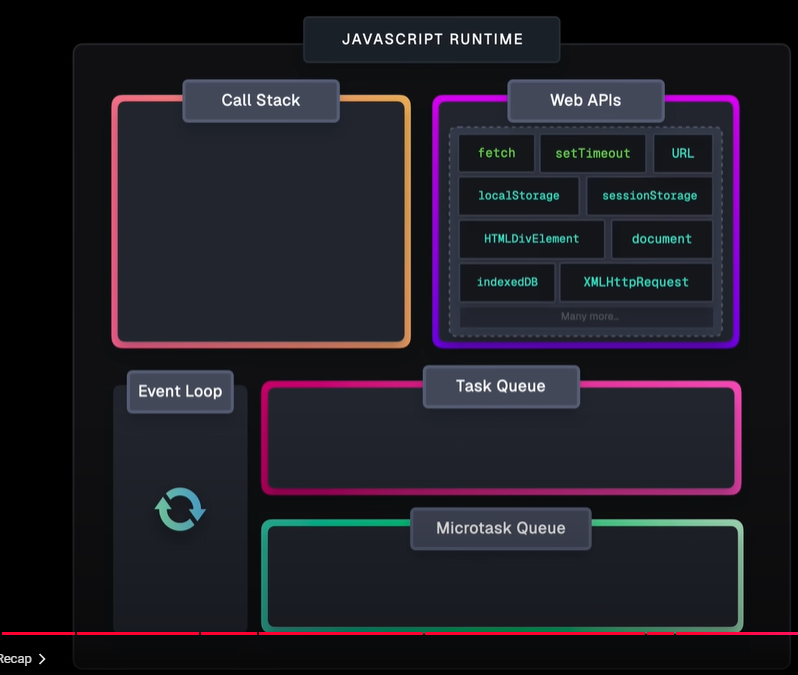 JAVASCRIPT RUNTIME
Call Stack
Web APIs
fetch setTimeout URL
localStorage sessionStorage
HTMLDivElement document
indexedDB XMLHttpRequest
Many more..
Event Loop
Task Queue
Microtask Queue
Recap